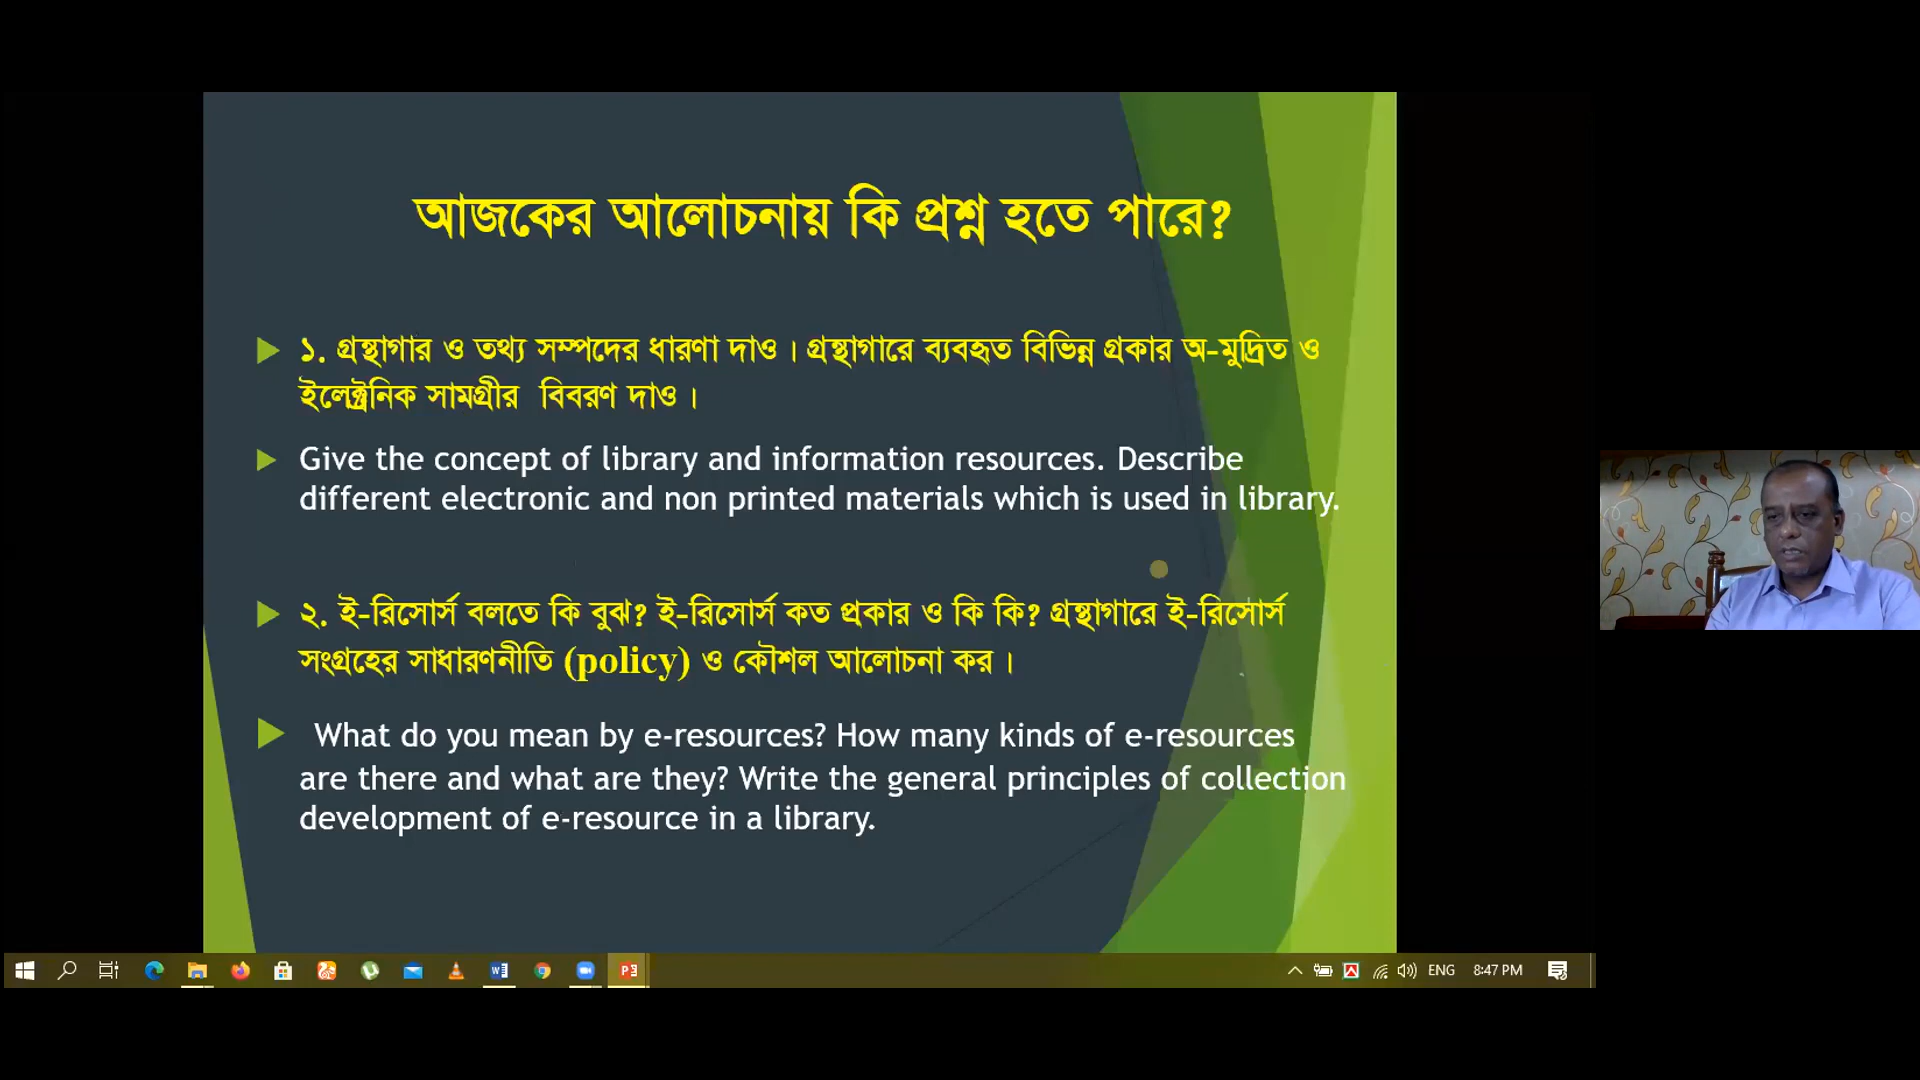 আজকের আলোচনায় কি প্রশ্ন হতে পারে?
১. গ্রন্থাগার ও তথ্য সম্পদের ধারণা দাও। গ্রন্থাগারে ব্যবহৃত বিভিন্ন প্রকার অ-মুদ্রিত ও
ইলেক্ট্রনিক সামগ্রীর বিবরণ দাও।
Give the concept of library and information resources. Describe
different electronic and non printed materials which is used in library.
২. ই-রিসোর্স বলতে কি বুঝ? ই-রিসোর্স কত প্রকার ও কি কি? গ্রন্থাগারে ই-রিসোর্স
সংগ্রহের সাধারণনীতি (policy) ও কৌশল আলোচনা কর।
What do you mean by e-resources? How many kinds of e-resources
are there and what are they? Write the general principles of collection
development of e-resource in a library.
ENG 8:47 PM